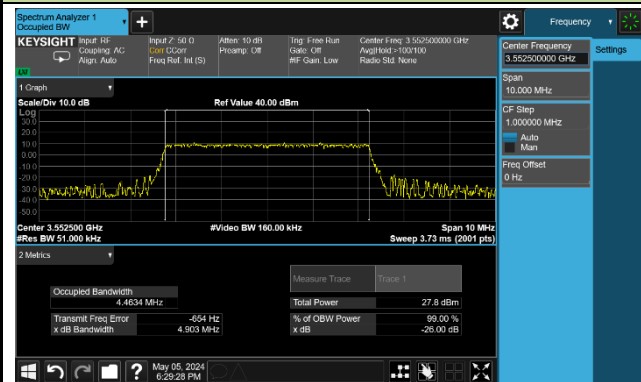 Spectrum Analyzer 1
Occupied BW
+
Frequency
KEYSIGHT
Input: RF
Coupling: AC
Align: Auto
Input Z: 50 Ω
Corr CCorr
Freq Ref: Int (S)
Atten: 10 dB
Preamp: Off
Trig: Free Run
Gate: Off
#IF Gain: Low
Center Freq: 3.552500000 GHz
Avg|Hold:>100/100
Radio Std: None
Center Frequency
3.552500000 GHz
Settings
Span
10.000 MHz
CF Step
1.000000 MHz
Auto
Man
Freq Offset
0 Hz
1 Graph
Scale/Div 10.0 dB
Ref Value 40.00 dBm
Log
30.0
20.0
10.0
0.00
-10.0
-20.0
-30.0
-40.0
-50.0
Center 3.552500 GHz
#Video BW 160.00 kHz
Span 10 MHz
#Res BW 51.000 kHz
Sweep 3.73 ms (2001 pts)
2 Metrics
Measure Trace
Trace 1
Occupied Bandwidth
4.4634 MHz
Total Power
27.8 dBm
Transmit Freq Error
-654 Hz
% of OBW Power
99.00 %
x dB Bandwidth
4.903 MHz
x dB
-26.00 dB
?
May 05, 2024
6:29:28 PM